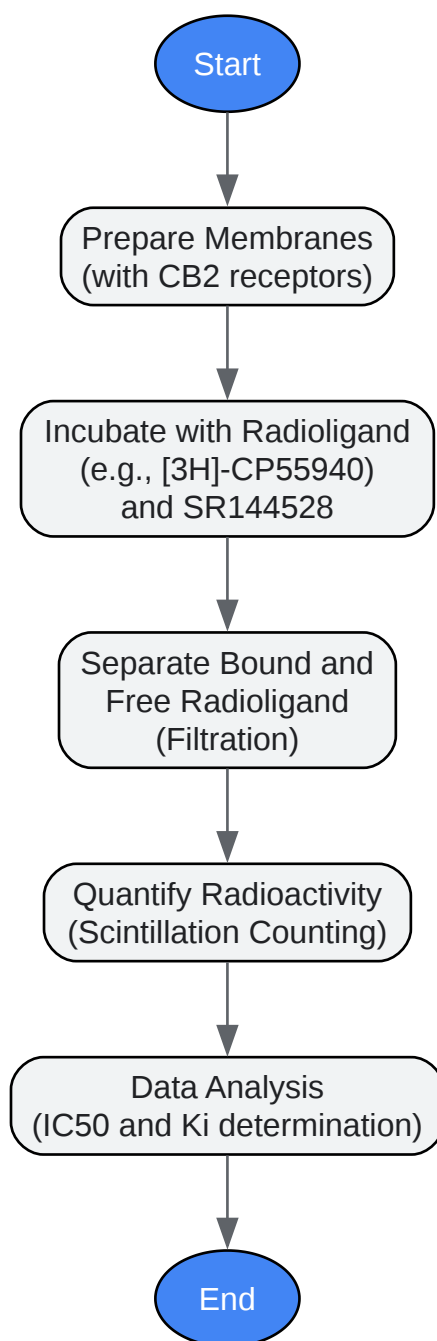 Start
Prepare Membranes
(with CB2 receptors)
Incubate with Radioligand
(e.g., [3H]-CP55940)
and SR144528
Separate Bound and
Free Radioligand
(Filtration)
Quantify Radioactivity
(Scintillation Counting)
Data Analysis
(IC50 and Ki determination)
End